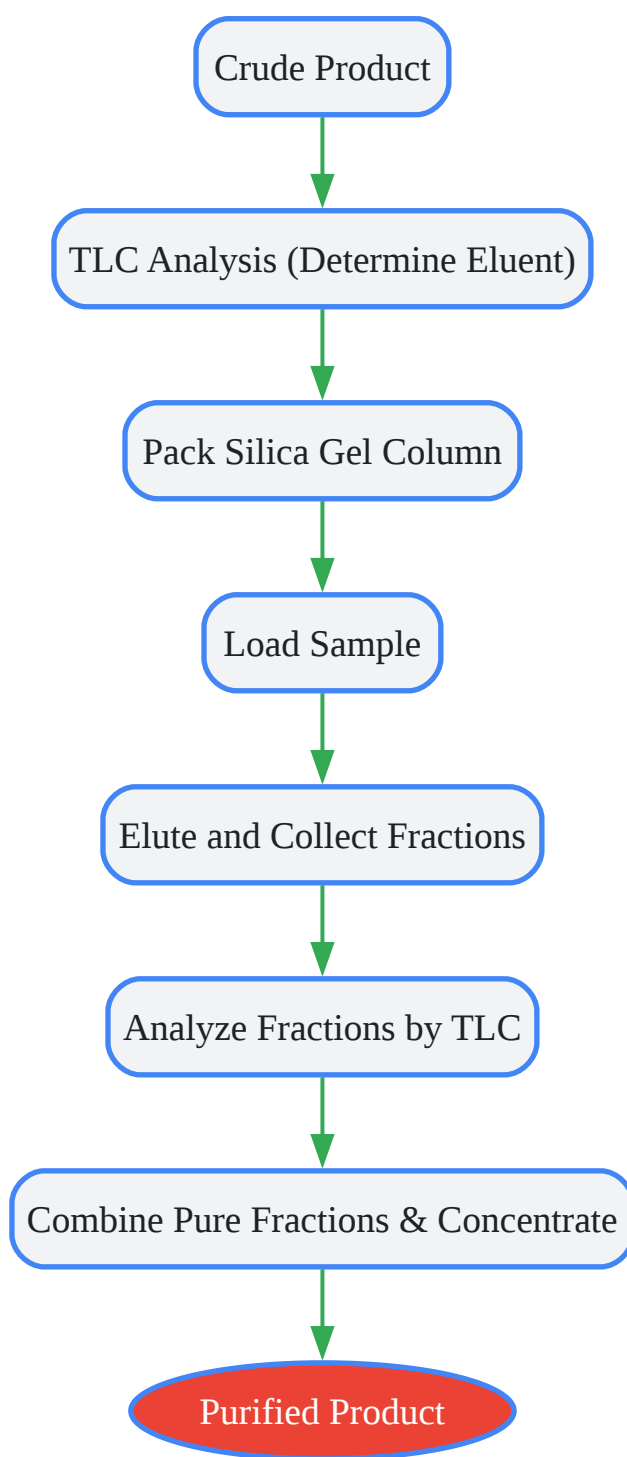 Crude Product
TLC Analysis (Determine Eluent)
Pack Silica Gel Column
Load Sample
Elute and Collect Fractions
Analyze Fractions by TLC
Combine Pure Fractions & Concentrate
Purified Product